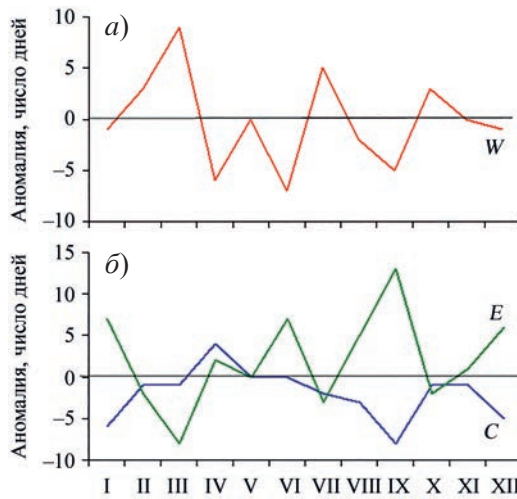 а)
Аномалия, число дней
10
5
0
–5
–10
W
б)
Аномалия, число дней
15
10
5
0
–5
–10
E
C
I II III IV V VI VII VIII IX X XI XII